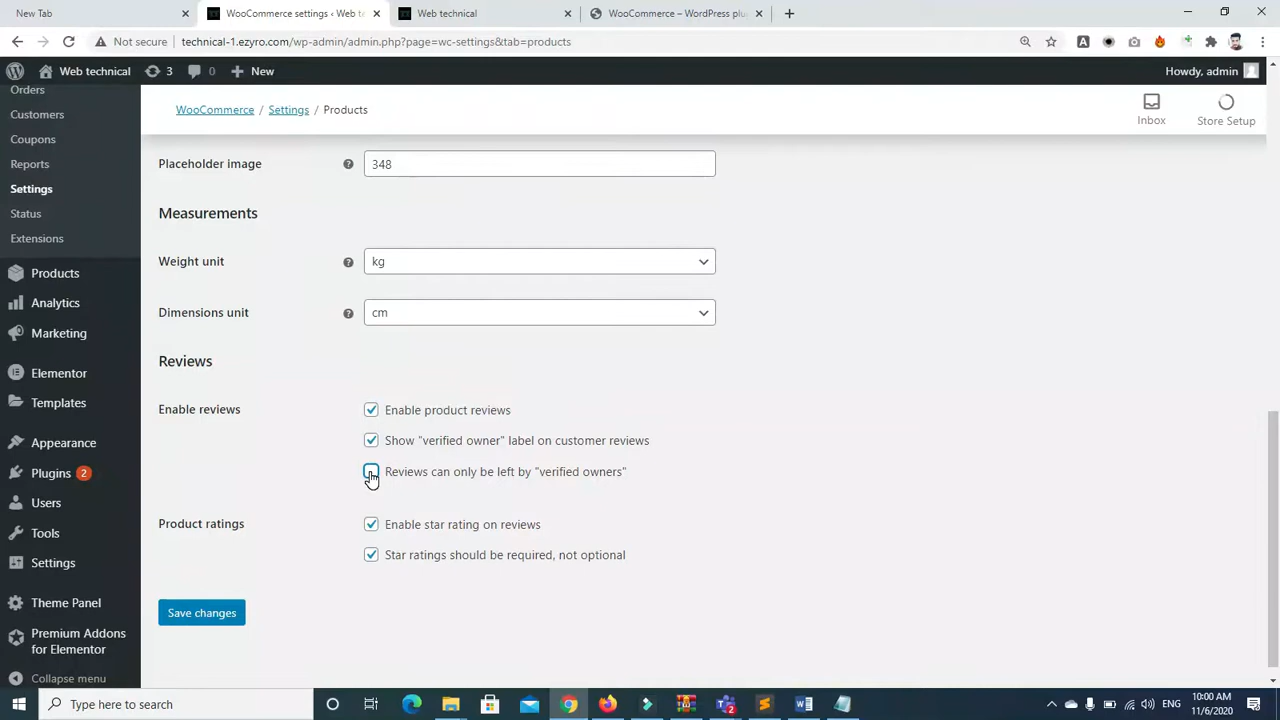 New Tab
WooCommerce settings ‹ Web te
Web technical
WooCommerce – WordPress plu
Not secure
technical-1.ezyro.com/wp-admin/admin.php?page=wc-settings&tab=products
Web technical
3
0
New
Howdy, admin
Orders
Customers
Coupons
Reports
Settings
Status
Extensions
Products
Analytics
Marketing
Elementor
Templates
Appearance
Plugins 2
Users
Tools
Settings
Theme Panel
Premium Addons
for Elementor
Collapse menu
WooCommerce / Settings / Products
Inbox
Store Setup
Placeholder image
348
Measurements
Weight unit
kg
Dimensions unit
cm
Reviews
Enable reviews
Enable product reviews
Show "verified owner" label on customer reviews
Reviews can only be left by "verified owners"
Product ratings
Enable star rating on reviews
Star ratings should be required, not optional
Save changes
Type here to search
ENG
10:00 AM
11/6/2020